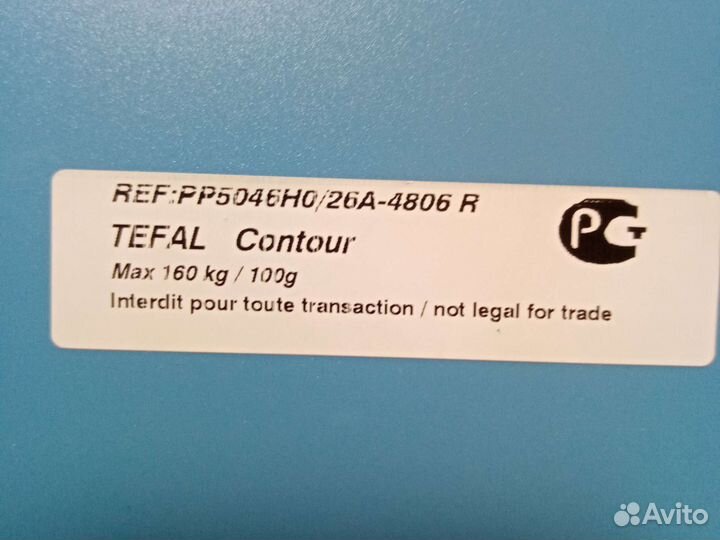 REF:PP5046H0/26A-4806 R
TEFAL Contour
Max 160 kg / 100g
Interdit pour toute transaction / not legal for trade
PG
Avito